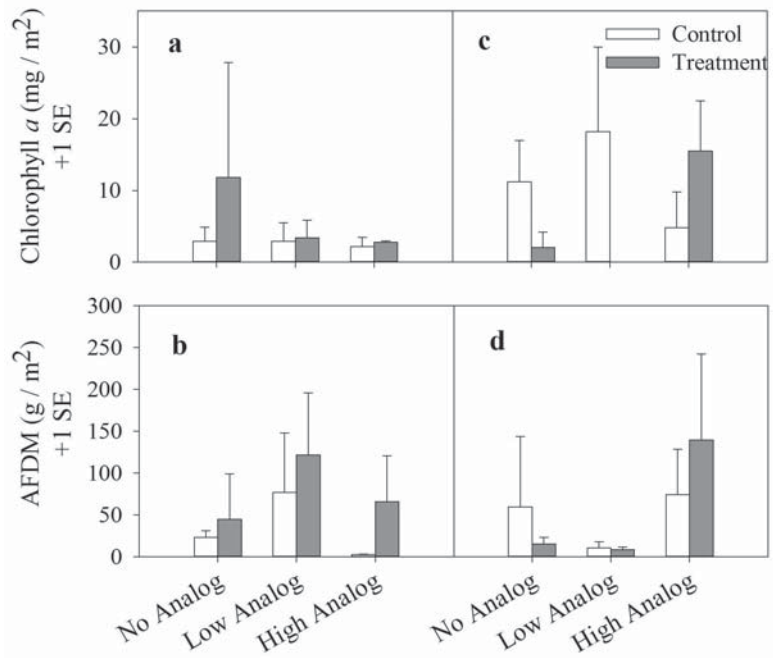 Chlorophyll a (mg / m²)
+1 SE
30
20
10
0
a
c
Control
Treatment
AFDM (g / m²)
+1 SE
300
250
200
150
100
50
0
b
d
No Analog
Low Analog
High Analog
No Analog
Low Analog
High Analog